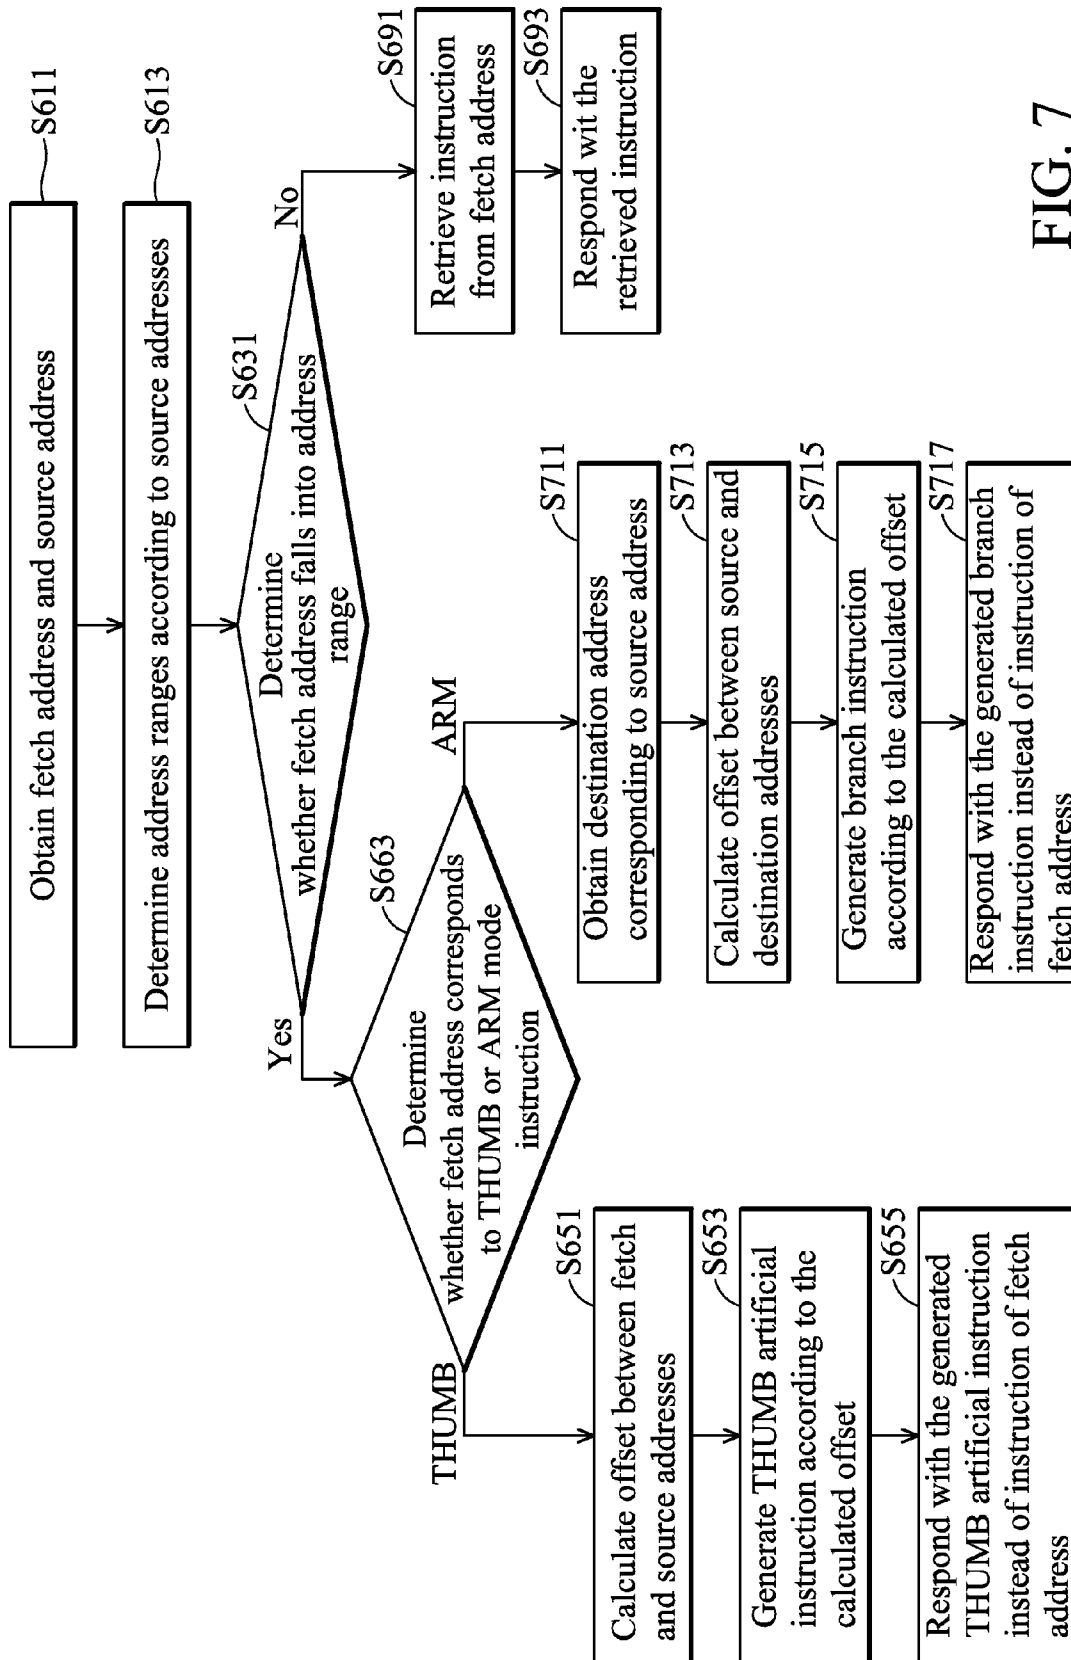 Obtain fetch address and source address
S611
Determine address ranges according to source addresses
S613
Determine
whether fetch address falls into address
range
S631
Yes
No
Determine
whether fetch address corresponds
to THUMB or ARM mode
instruction
S663
THUMB
ARM
Calculate offset between fetch
and source addresses
S651
Generate THUMB artificial
instruction according to the
calculated offset
S653
Respond with the generated
THUMB artificial instruction
instead of instruction of fetch
address
S655
Obtain destination address
corresponding to source address
S711
Calculate offset between source and
destination addresses
S713
Generate branch instruction
according to the calculated offset
S715
Respond with the generated branch
instruction instead of instruction of
fetch address
S717
Retrieve instruction
from fetch address
S691
Respond wit the
retrieved instruction
S693
FIG. 7